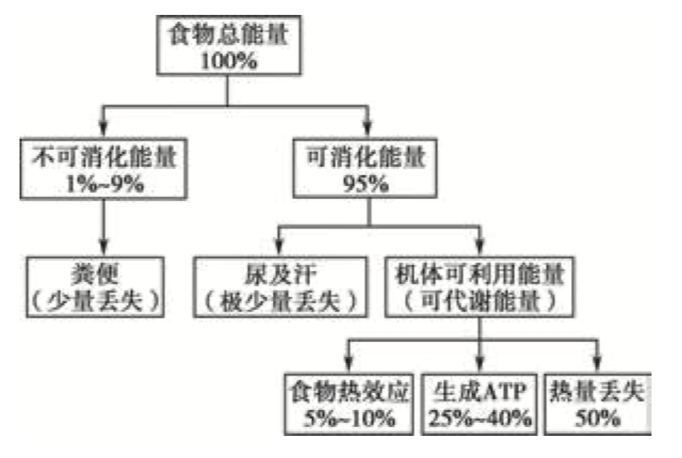 食物总能量
100%
不可消化能量
1%~9%
可消化能量
95%
粪便
(少量丢失)
尿及汗
(极少量丢失)
机体可利用能量
(可代谢能量)
食物热效应
5%~10%
生成ATP
25%~40%
热量丢失
50%